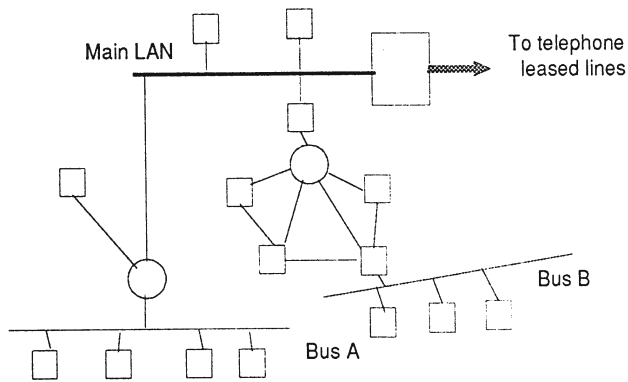 Main LAN
To telephone
leased lines
Bus B
Bus A